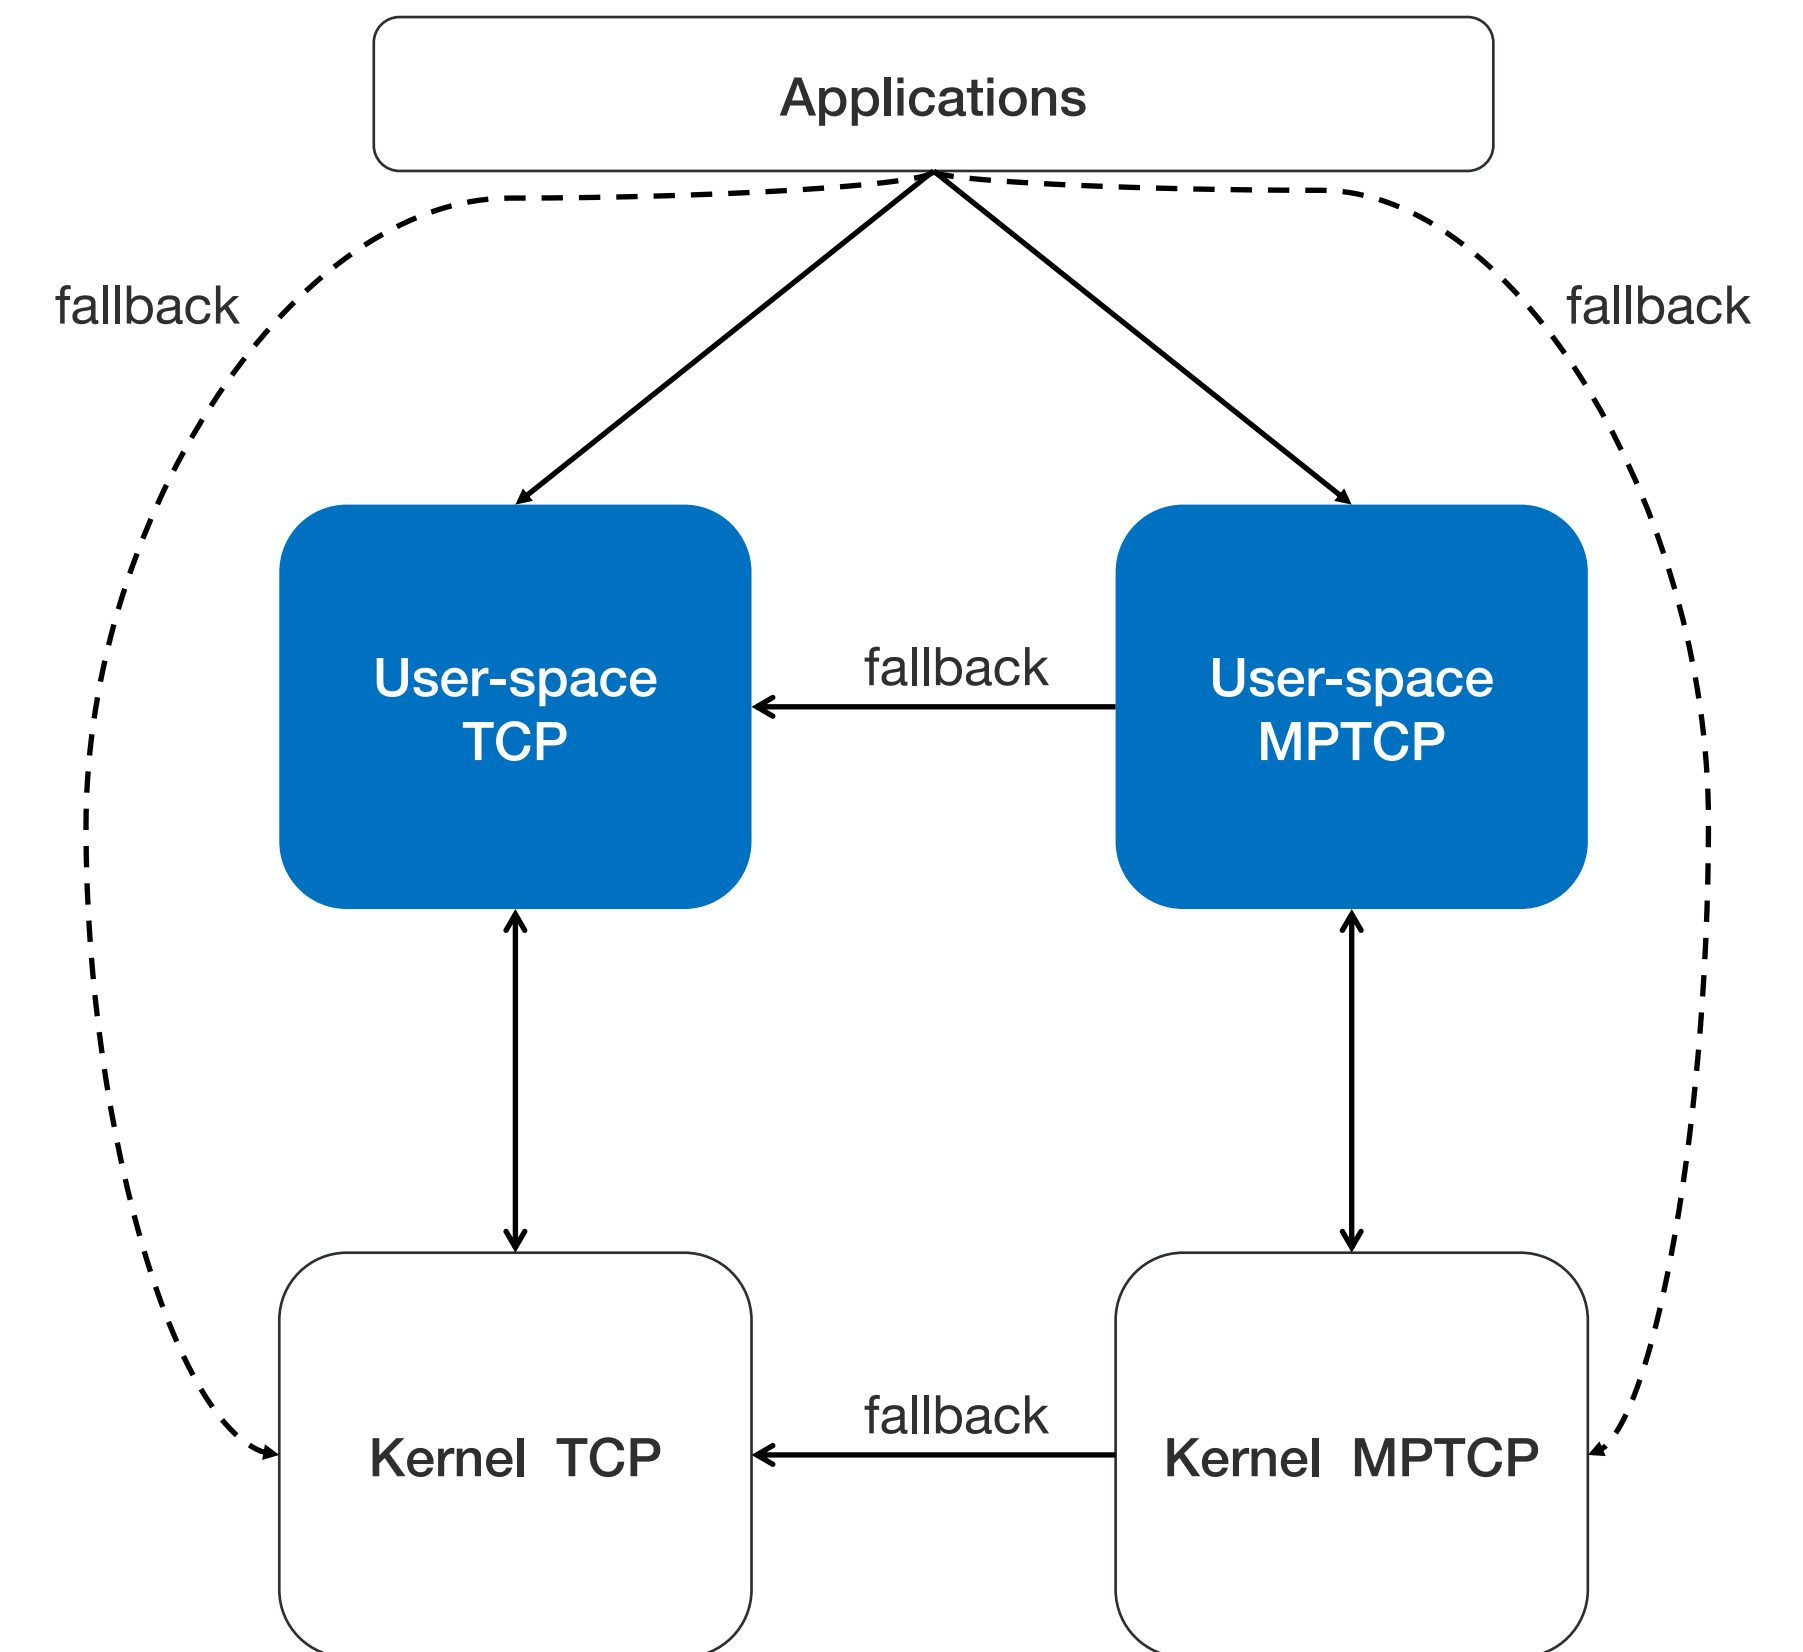 Applications
fallback
fallback
User-space
TCP
fallback
User-space
MPTCP
Kernel TCP
fallback
Kernel MPTCP